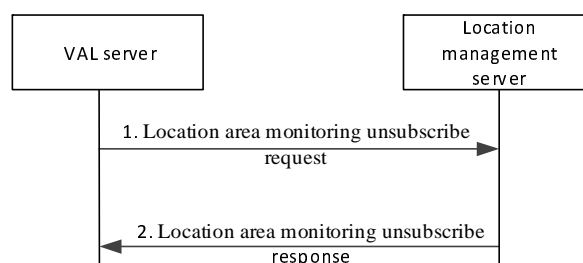 VAL server
Location
management
server
1. Location area monitoring unsubscribe
request
2. Location area monitoring unsubscribe
response